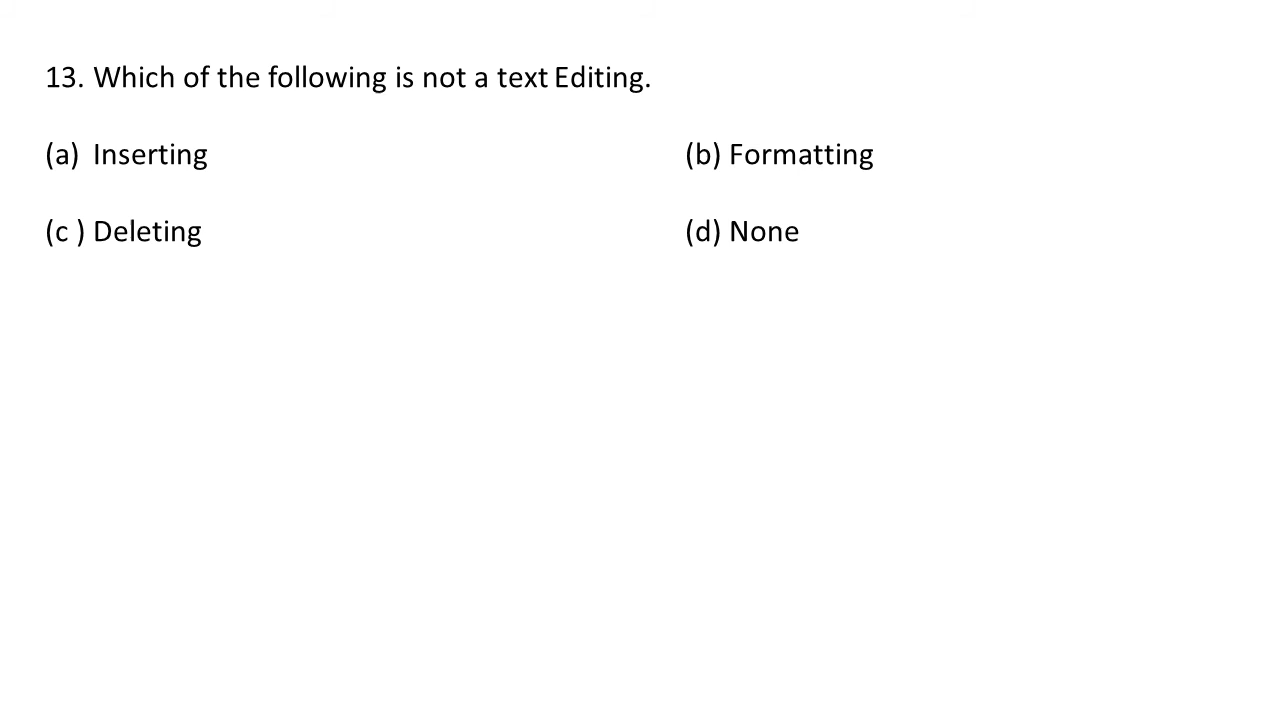 13. Which of the following is not a text Editing.
(a) Inserting (b) Formatting
(c ) Deleting (d) None